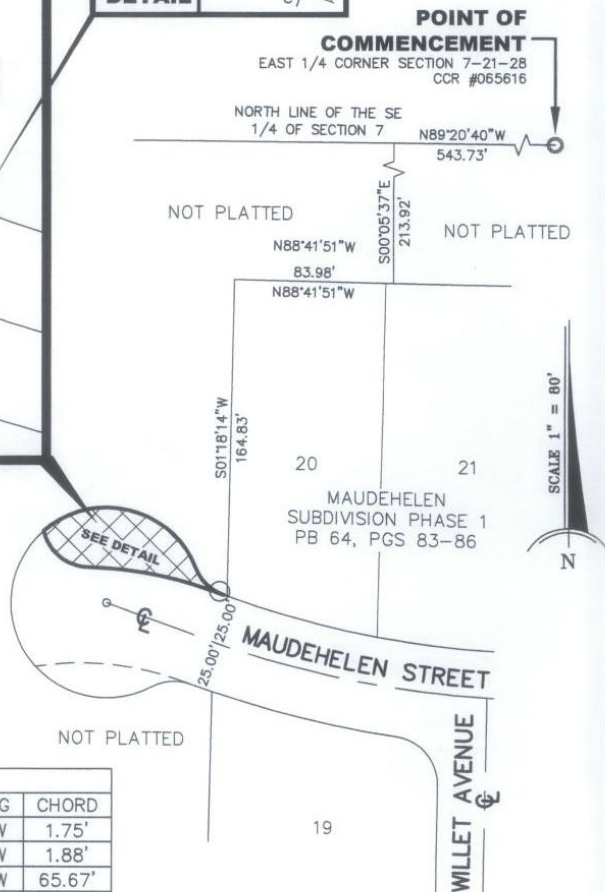 DETAIL
POINT OF
COMMENCEMENT
EAST 1/4 CORNER SECTION 7-21-28
CCR #065616
NORTH LINE OF THE SE
1/4 OF SECTION 7
N89°20'40"W
543.73'
S00°05'37"E
213.92'
NOT PLATTED
NOT PLATTED
N88°41'51"W
83.98'
N88°41'51"W
S01°18'14"W
164.83'
20
21
MAUDEHELEN
SUBDIVISION PHASE 1
PB 64, PGS 83-86
SCALE 1" = 80'
N
SEE DETAIL
℄
25.00'
25.00'
MAUDEHELEN STREET
NOT PLATTED
WILLET AVENUE
℄
19
G CHORD
W 1.75'
W 1.88'
W 65.67'